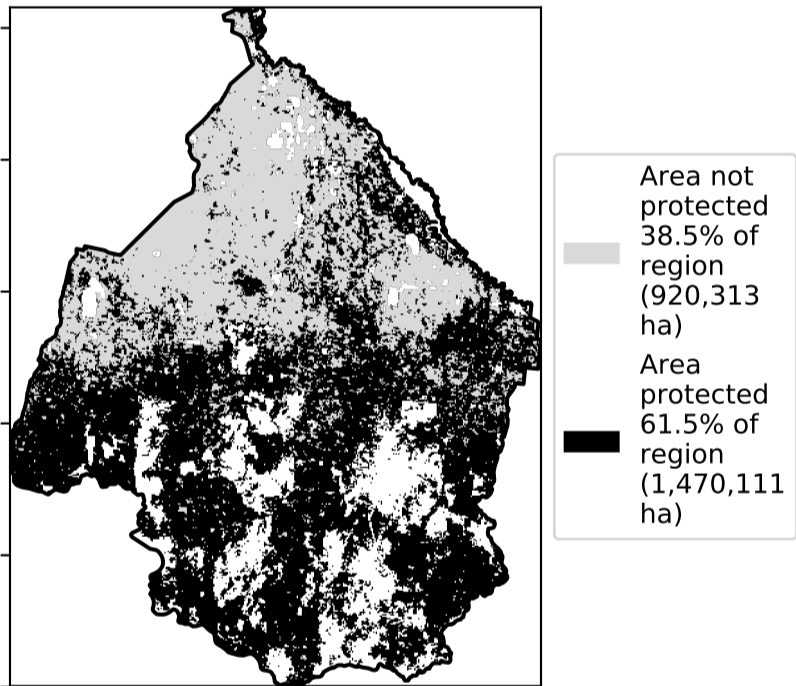 Area not
protected
38.5% of
region
(920,313
ha)
Area
protected
61.5% of
region
(1,470,111
ha)